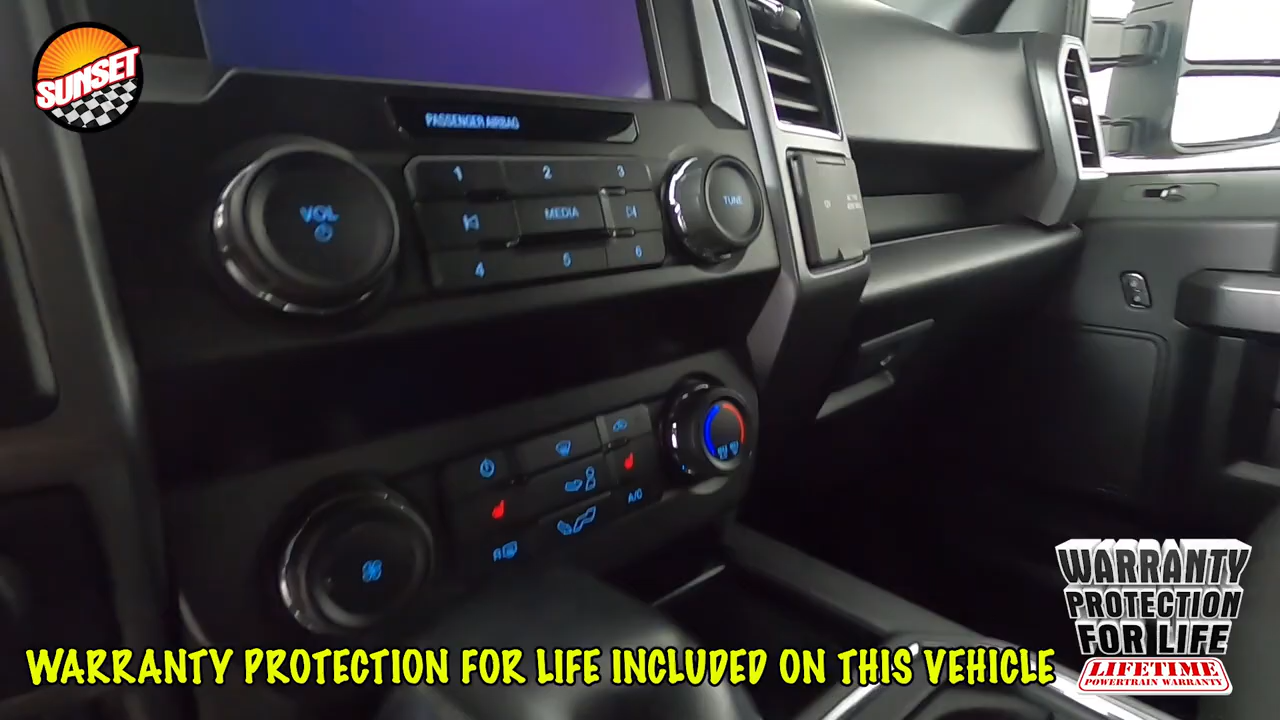 SUNSET
PASSENGER AIRBAG
VOL
1 2 3
MEDIA
4 5 6
TUNE
A/C
R
WARRANTY
PROTECTION
FOR LIFE
LIFETIME
POWERTRAIN WARRANTY
WARRANTY PROTECTION FOR LIFE INCLUDED ON THIS VEHICLE